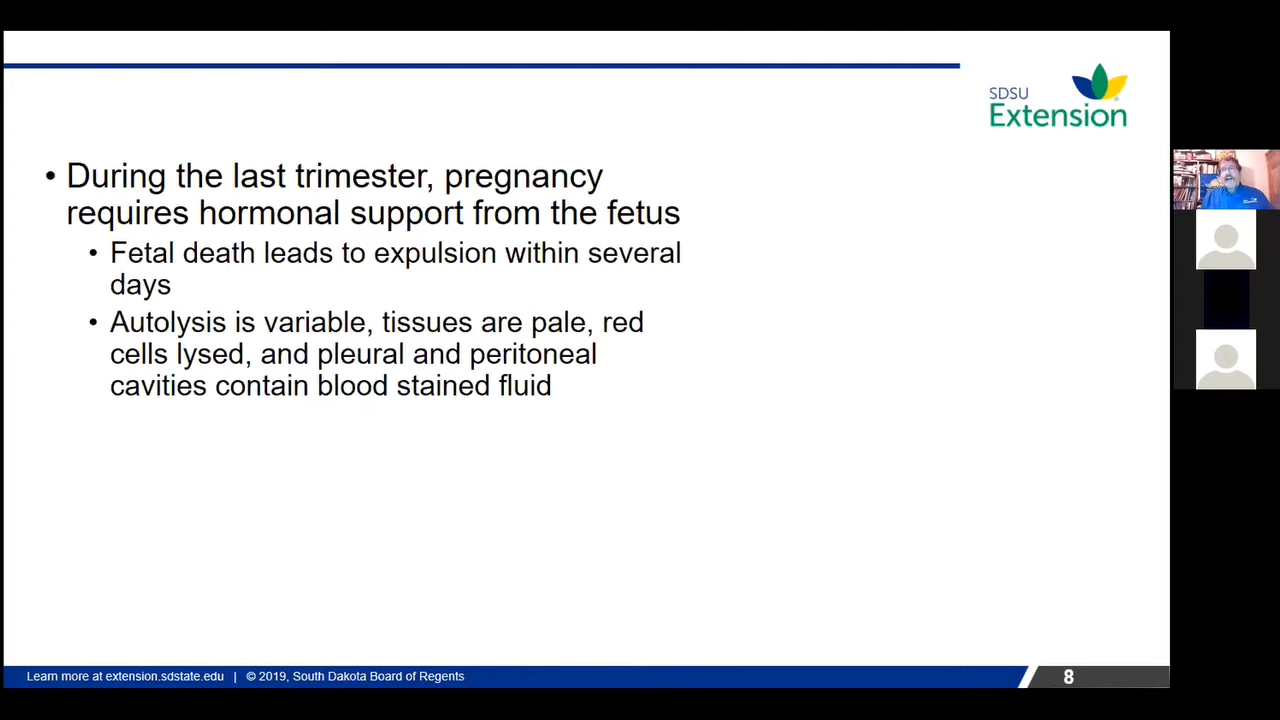 SDSU
Extension
• During the last trimester, pregnancy
requires hormonal support from the fetus
• Fetal death leads to expulsion within several
days
• Autolysis is variable, tissues are pale, red
cells lysed, and pleural and peritoneal
cavities contain blood stained fluid
Learn more at extension.sdstate.edu | © 2019, South Dakota Board of Regents
8